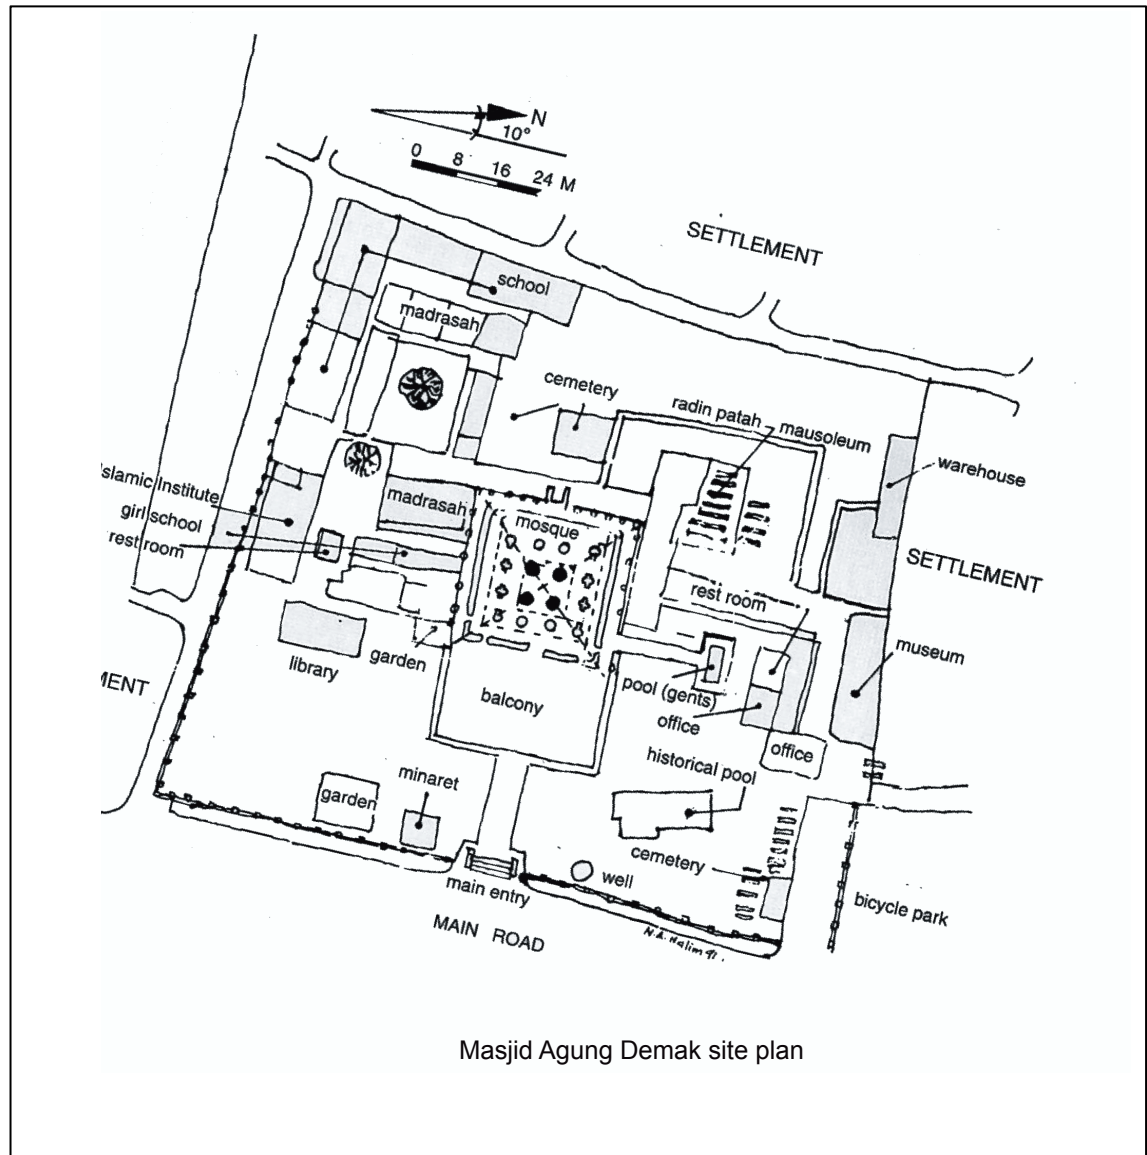 N
10°
0 8 16 24 M
SETTLEMENT
school
madrasah
cemetery
radin patah
mausoleum
warehouse
Islamic Institute
girl school
rest room
madrasah
mosque
SETTLEMENT
rest room
museum
library
garden
pool (gents)
MENT
balcony
office
office
historical pool
minaret
garden
cemetery
well
main entry
bicycle park
MAIN ROAD
N.A. Halim 91.
Masjid Agung Demak site plan